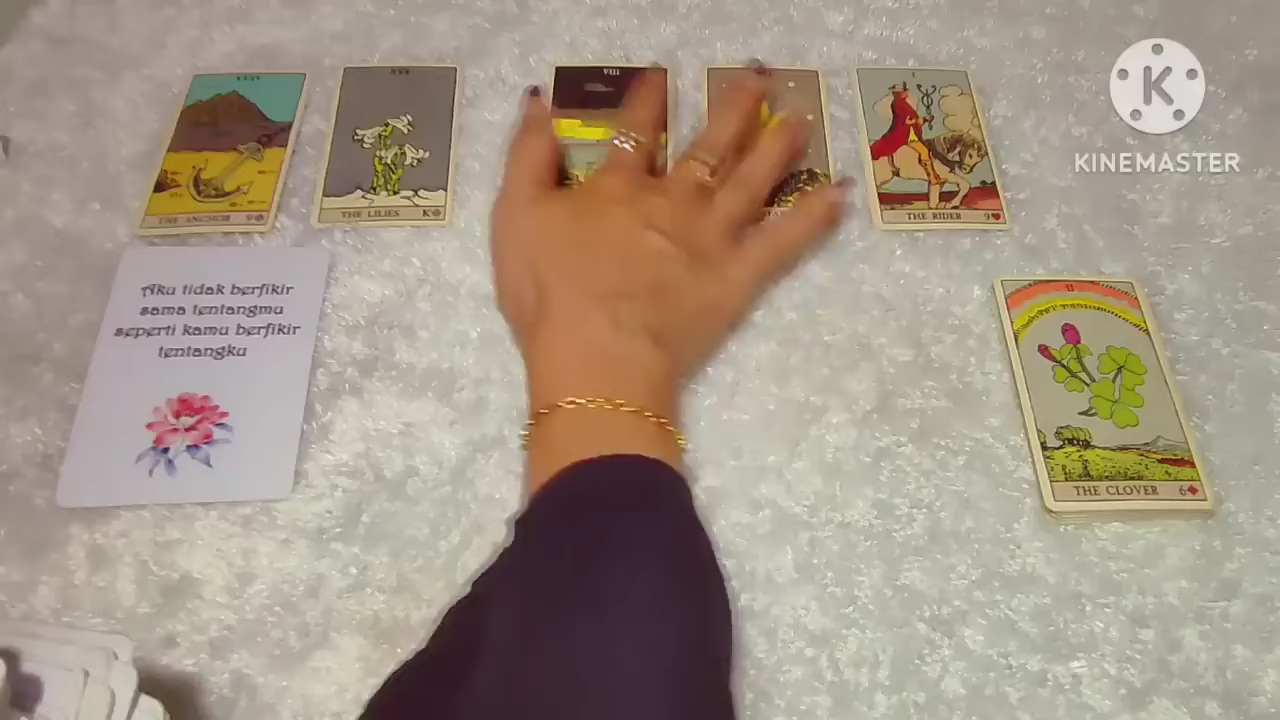 VIII
I
THE ANCHOR 9
THE LILIES K
THE RIDER 9
KINEMASTER
Aku tidak berfikir
sama tentangmu
seperti kamu berfikir
tentangku
II
THE CLOVER 6